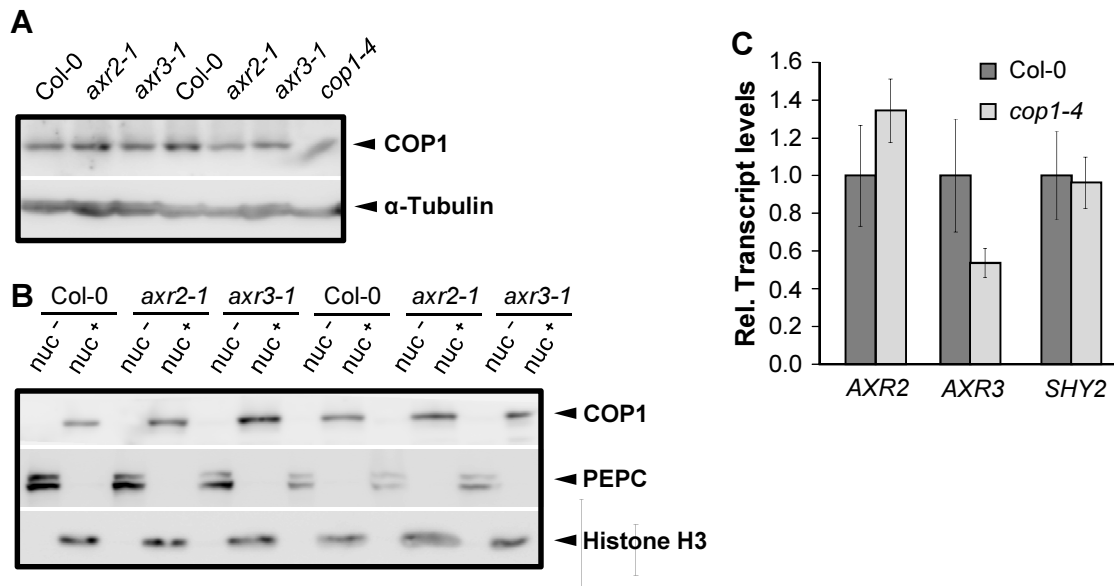 A
Col-0 axr2-1 axr3-1 Col-0 axr2-1 axr3-1 cop1-4
COP1
α-Tubulin
B
Col-0 axr2-1 axr3-1 Col-0 axr2-1 axr3-1
nuc - nuc + nuc - nuc + nuc - nuc + nuc - nuc + nuc - nuc + nuc - nuc +
COP1
PEPC
Histone H3
C
Rel. Transcript levels
1.6
1.4
1.2
1.0
0.8
0.6
0.4
0.2
0.0
Col-0
cop1-4
AXR2 AXR3 SHY2